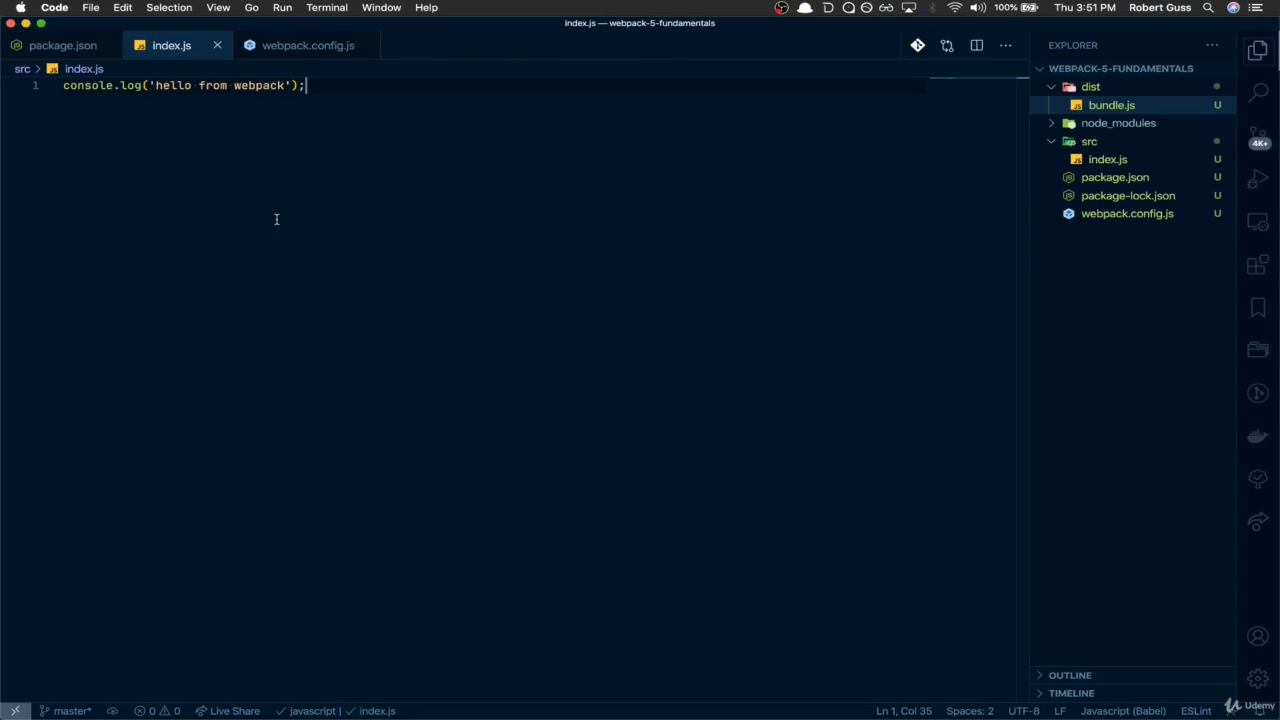 Code File Edit Selection View Go Run Terminal Window Help 100% Thu 3:51 PM Robert Guss
index.js — webpack-5-fundamentals
package.json index.js webpack.config.js
src > index.js
1 console.log('hello from webpack');
EXPLORER
WEBPACK-5-FUNDAMENTALS
dist
bundle.js U
node_modules
src
index.js U
package.json U
package-lock.json U
webpack.config.js U
4K+
OUTLINE
TIMELINE
master* 0 0 Live Share javascript | index.js Ln 1, Col 35 Spaces: 2 UTF-8 LF Javascript (Babel) ESLint
Udemy